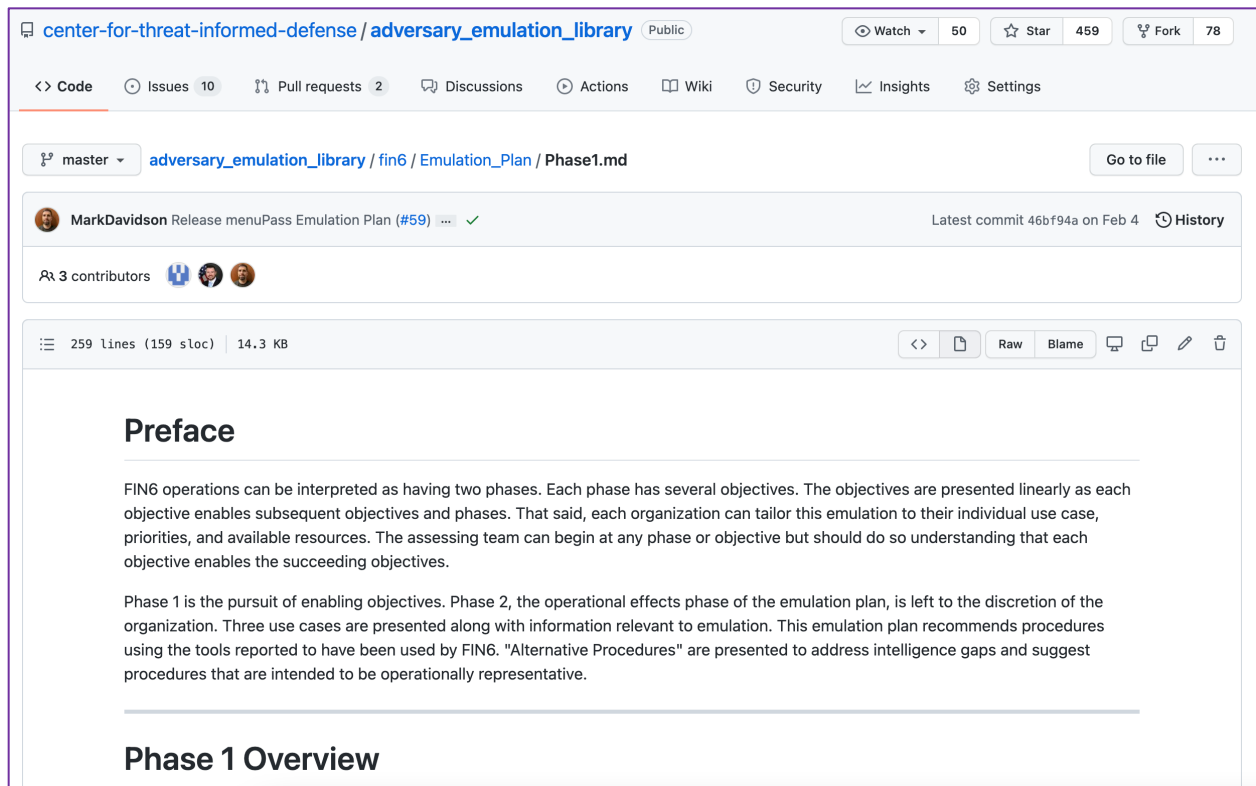 center-for-threat-informed-defense / adversary_emulation_library Public Watch 50 Star 459 Fork 78
Code Issues 10 Pull requests 2 Discussions Actions Wiki Security Insights Settings
master adversary_emulation_library / fin6 / Emulation_Plan / Phase1.md Go to file ...
MarkDavidson Release menuPass Emulation Plan (#59) ... Latest commit 46bf94a on Feb 4 History
3 contributors
259 lines (159 sloc) 14.3 KB <> Raw Blame
Preface
FIN6 operations can be interpreted as having two phases. Each phase has several objectives. The objectives are presented linearly as each
objective enables subsequent objectives and phases. That said, each organization can tailor this emulation to their individual use case,
priorities, and available resources. The assessing team can begin at any phase or objective but should do so understanding that each
objective enables the succeeding objectives.
Phase 1 is the pursuit of enabling objectives. Phase 2, the operational effects phase of the emulation plan, is left to the discretion of the
organization. Three use cases are presented along with information relevant to emulation. This emulation plan recommends procedures
using the tools reported to have been used by FIN6. "Alternative Procedures" are presented to address intelligence gaps and suggest
procedures that are intended to be operationally representative.
Phase 1 Overview